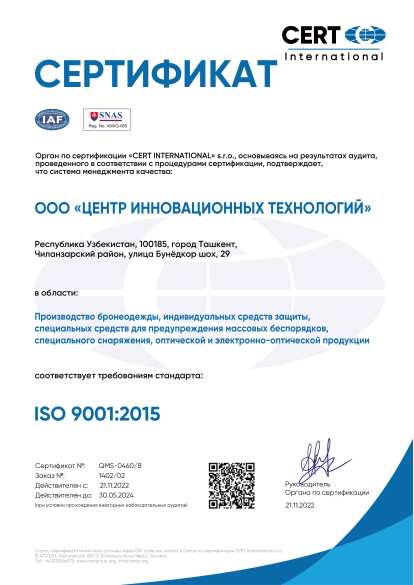 CERT
International
СЕРТИФИКАТ
IAF
SNAS
Reg. No. 494/Q-065
Орган по сертификации «CERT INTERNATIONAL» s.r.o., основываясь на результатах аудита,
проведенного в соответствии с процедурами сертификации, подтверждает,
что система менеджмента качества:
ООО «ЦЕНТР ИННОВАЦИОННЫХ ТЕХНОЛОГИЙ»
Республика Узбекистан, 100185, город Ташкент,
Чиланзарский район, улица Бунёдкор шох, 29
в области:
Производство бронеодежды, индивидуальных средств защиты,
специальных средств для предупреждения массовых беспорядков,
специального снаряжения, оптической и электронно-оптической продукции
соответствует требованиям стандарта:
ISO 9001:2015
Сертификат №: QMS-0460/B
Заказ №: 1402/02
Действителен с: 21.11.2022
Действителен до: 30.05.2024
(при условии прохождения ежегодных наблюдательных аудитов)
Руководитель
Органа по сертификации
21.11.2022